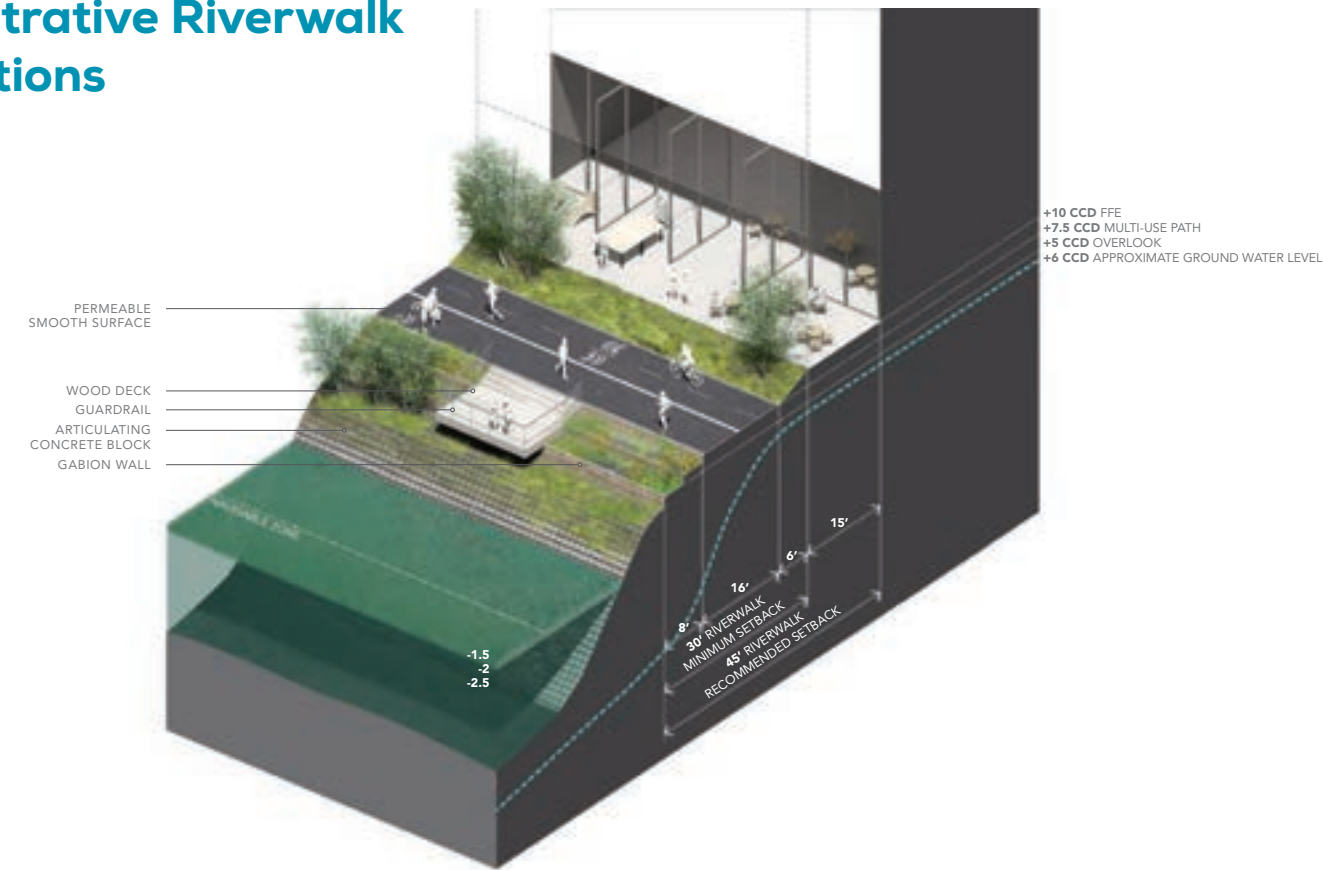 trative Riverwalk
tions
+10 CCD FFE
+7.5 CCD MULTI-USE PATH
+5 CCD OVERLOOK
+6 CCD APPROXIMATE GROUND WATER LEVEL
PERMEABLE
SMOOTH SURFACE
WOOD DECK
GUARDRAIL
ARTICULATING
CONCRETE BLOCK
GABION WALL
15'
6'
16'
8'
30' RIVERWALK
MINIMUM SETBACK
45' RIVERWALK
RECOMMENDED SETBACK
-1.5
-2
-2.5